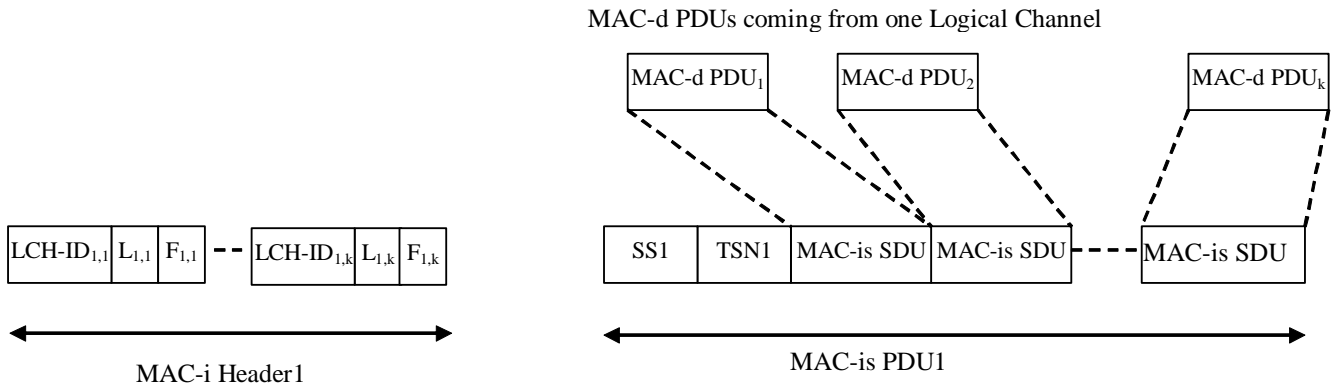 MAC-d PDUs coming from one Logical Channel
MAC-d PDU1 MAC-d PDU2 MAC-d PDUk
LCH-ID1,1 L1,1 F1,1 LCH-ID1,k L1,k F1,k
SS1 TSN1 MAC-is SDU MAC-is SDU MAC-is SDU
MAC-i Header1
MAC-is PDU1